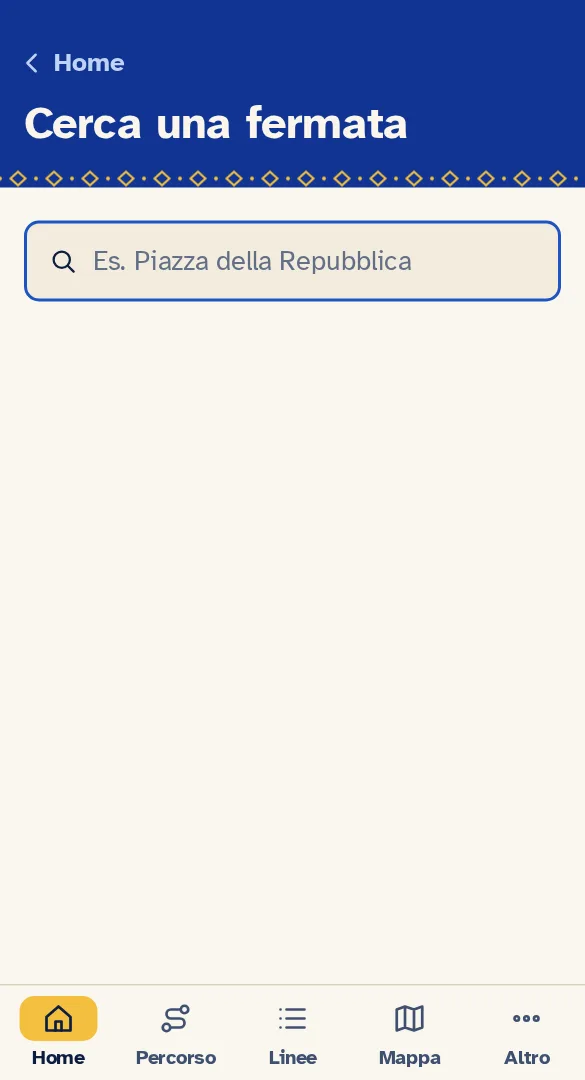 Home
Cerca una fermata
Es. Piazza della Repubblica
Home
Percorso
Linee
Mappa
Altro